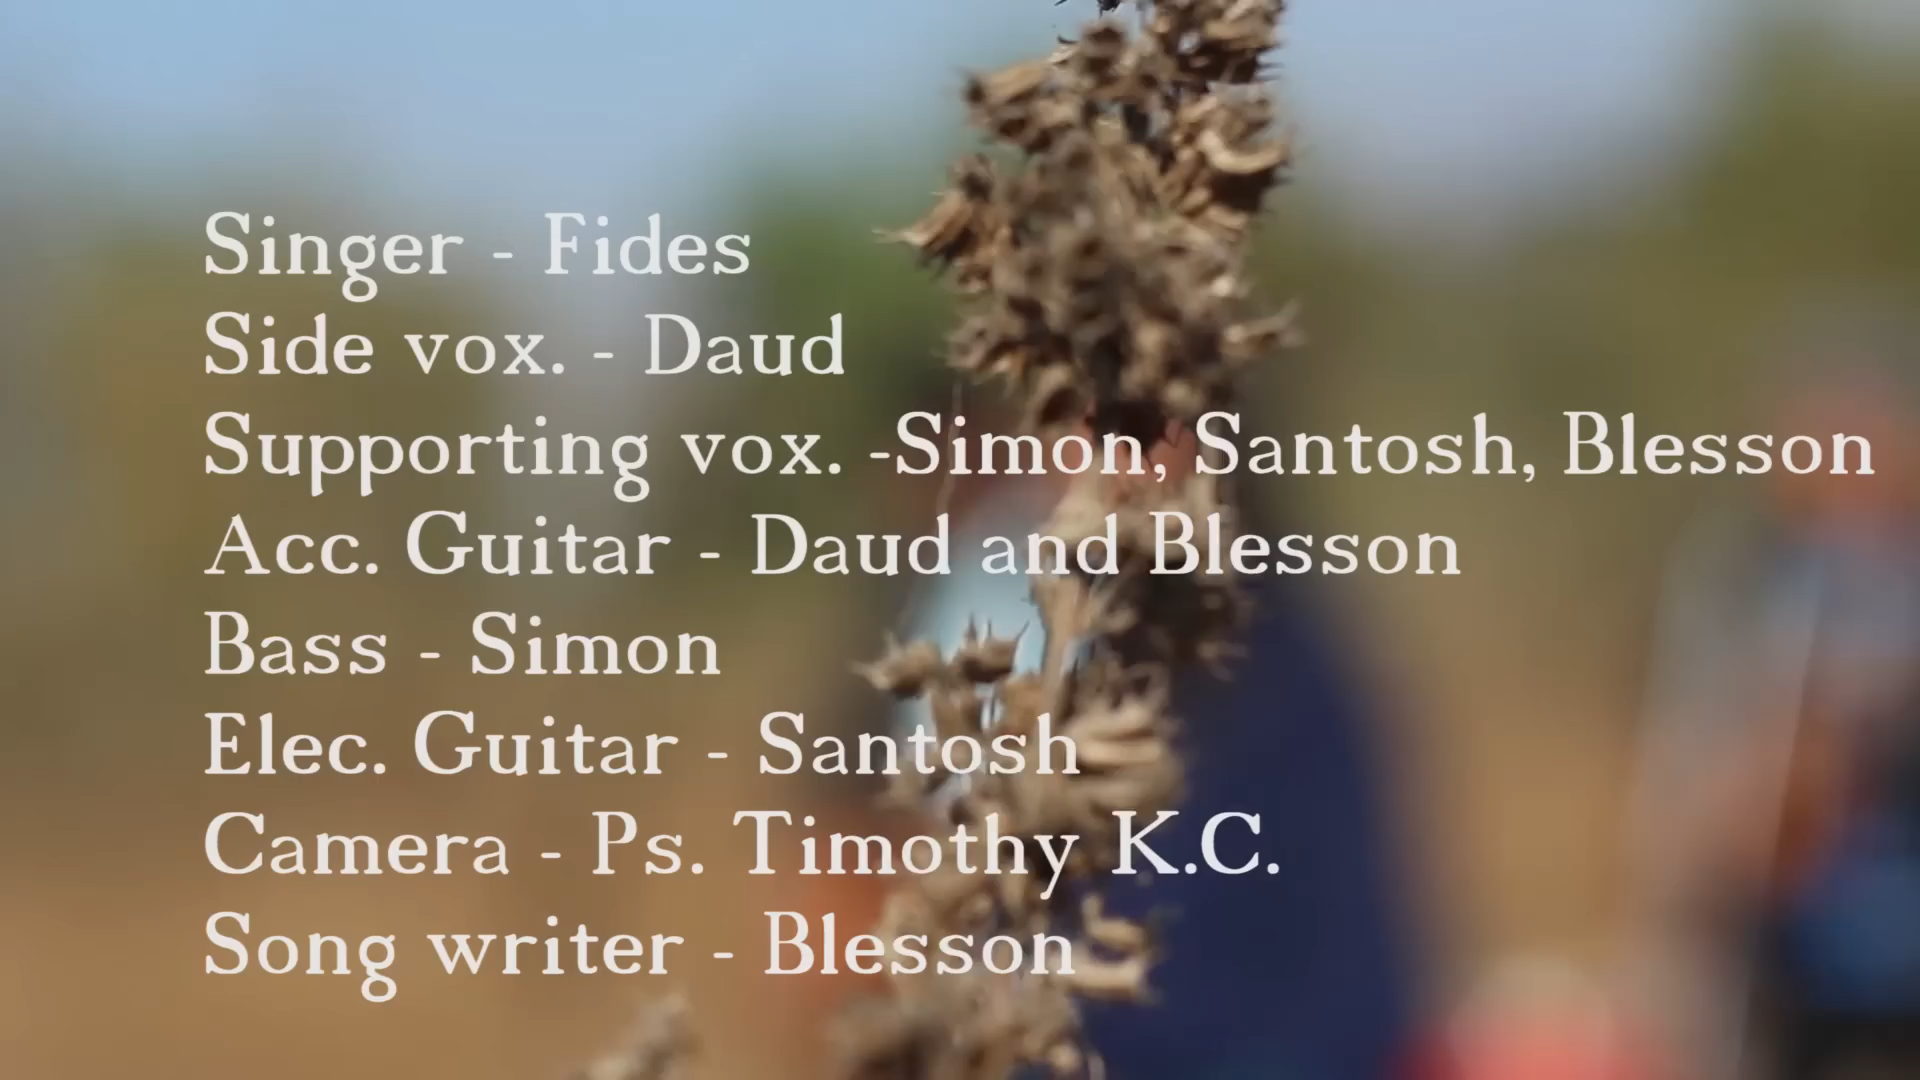 Singer - Fides
Side vox. - Daud
Supporting vox. -Simon, Santosh, Blesson
Acc. Guitar - Daud and Blesson
Bass - Simon
Elec. Guitar - Santosh
Camera - Ps. Timothy K.C.
Song writer - Blesson